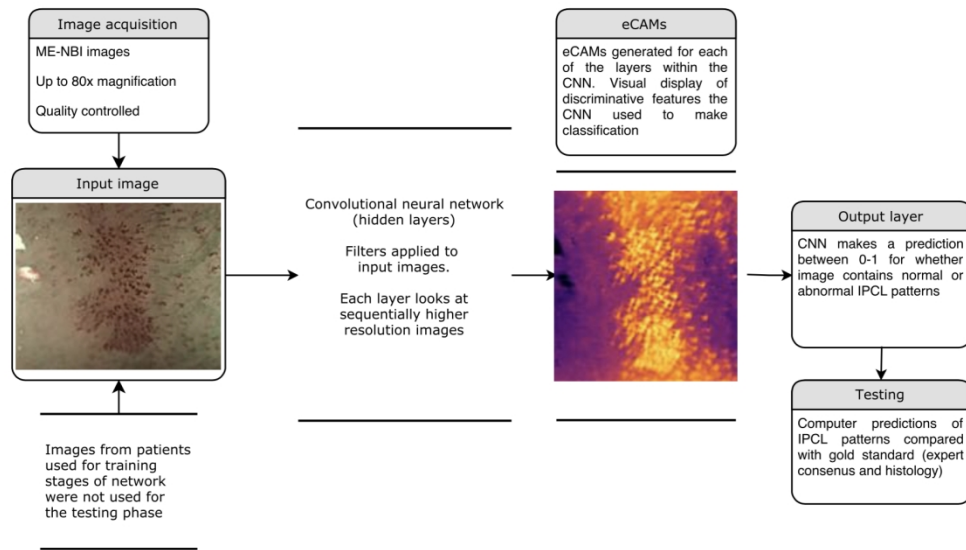 Image acquisition
ME-NBI images
Up to 80x magnification
Quality controlled
Input image
Images from patients
used for training
stages of network
were not used for
the testing phase
Convolutional neural network
(hidden layers)
Filters applied to
input images.
Each layer looks at
sequentially higher
resolution images
eCAMs
eCAMs generated for each
of the layers within the
CNN. Visual display of
discriminative features the
CNN used to make
classification
Output layer
CNN makes a prediction
between 0-1 for whether
image contains normal or
abnormal IPCL patterns
Testing
Computer predictions of
IPCL patterns compared
with gold standard (expert
consenus and histology)